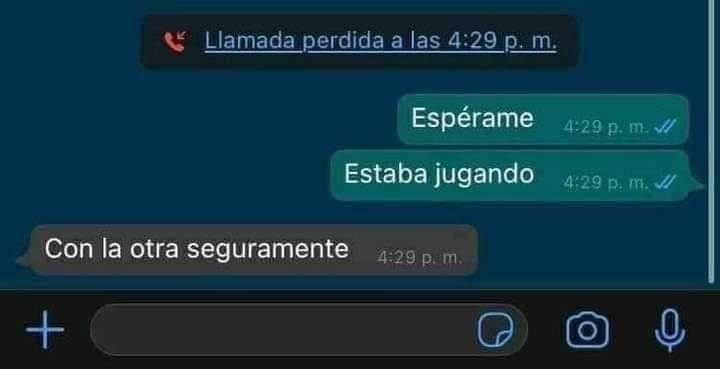 Llamada perdida a las 4:29 p. m.
Espérame 4:29 p. m.
Estaba jugando 4:29 p. m.
Con la otra seguramente 4:29 p. m.